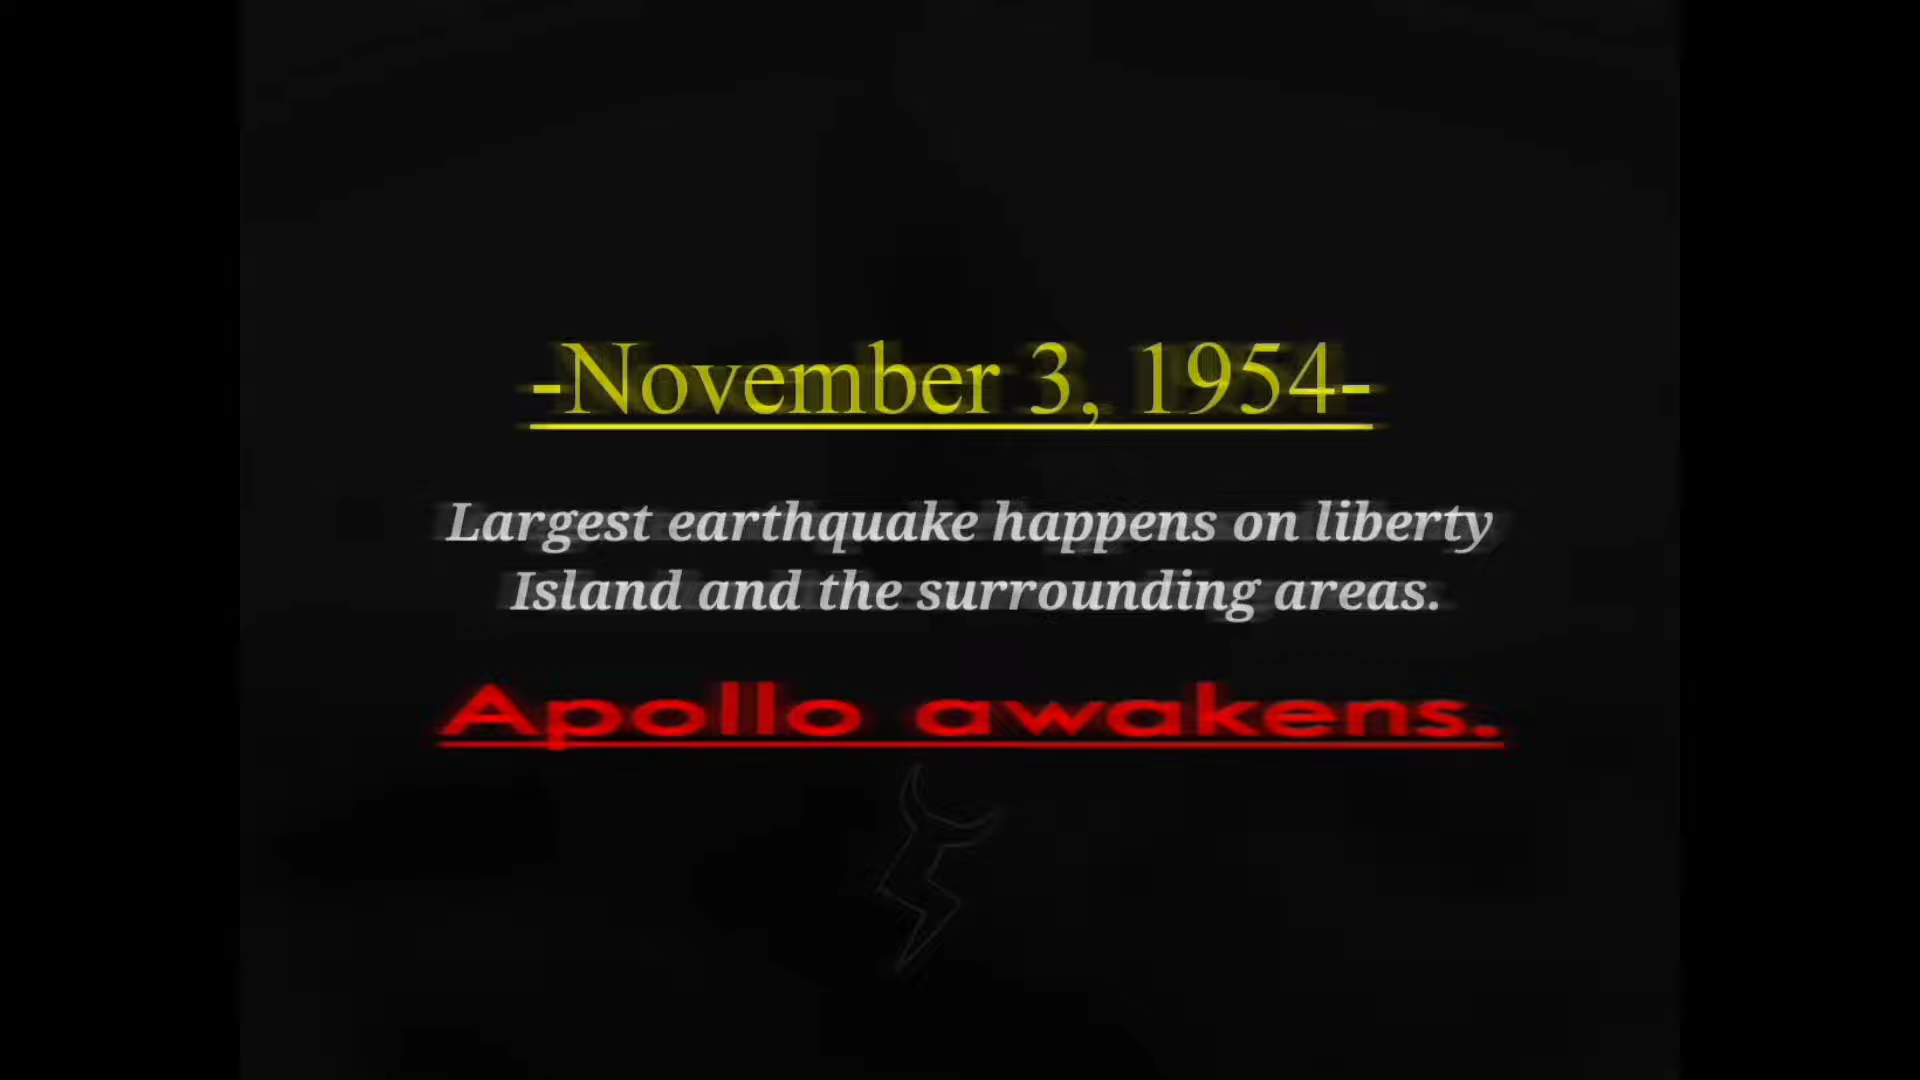 -November 3, 1954-
Largest earthquake happens on liberty
Island and the surrounding areas.
Apollo awakens.